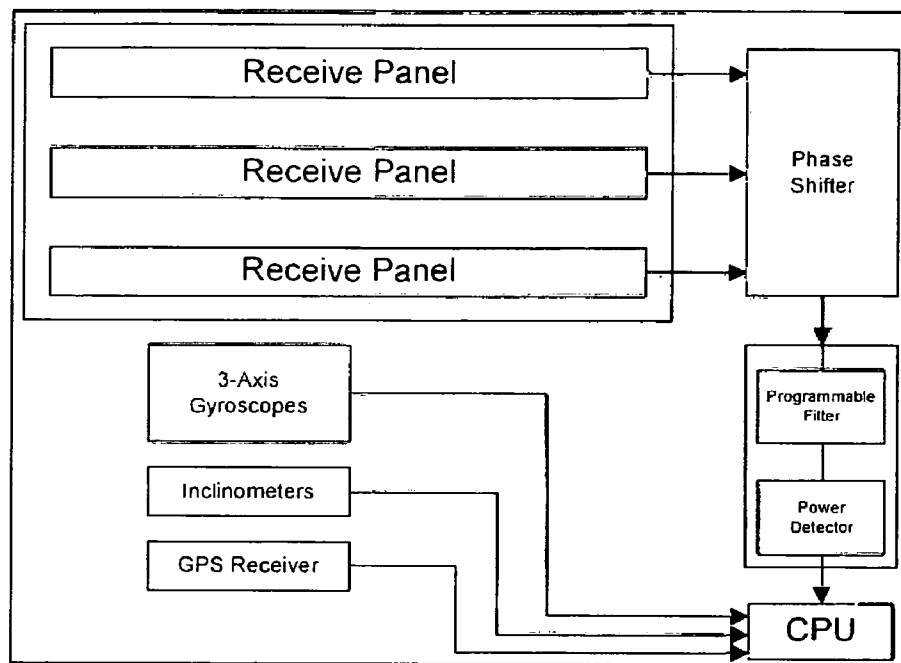 Receive Panel
Receive Panel
Receive Panel
Phase
Shifter
3-Axis
Gyroscopes
Programmable
Filter
Inclinometers
Power
Detector
GPS Receiver
CPU